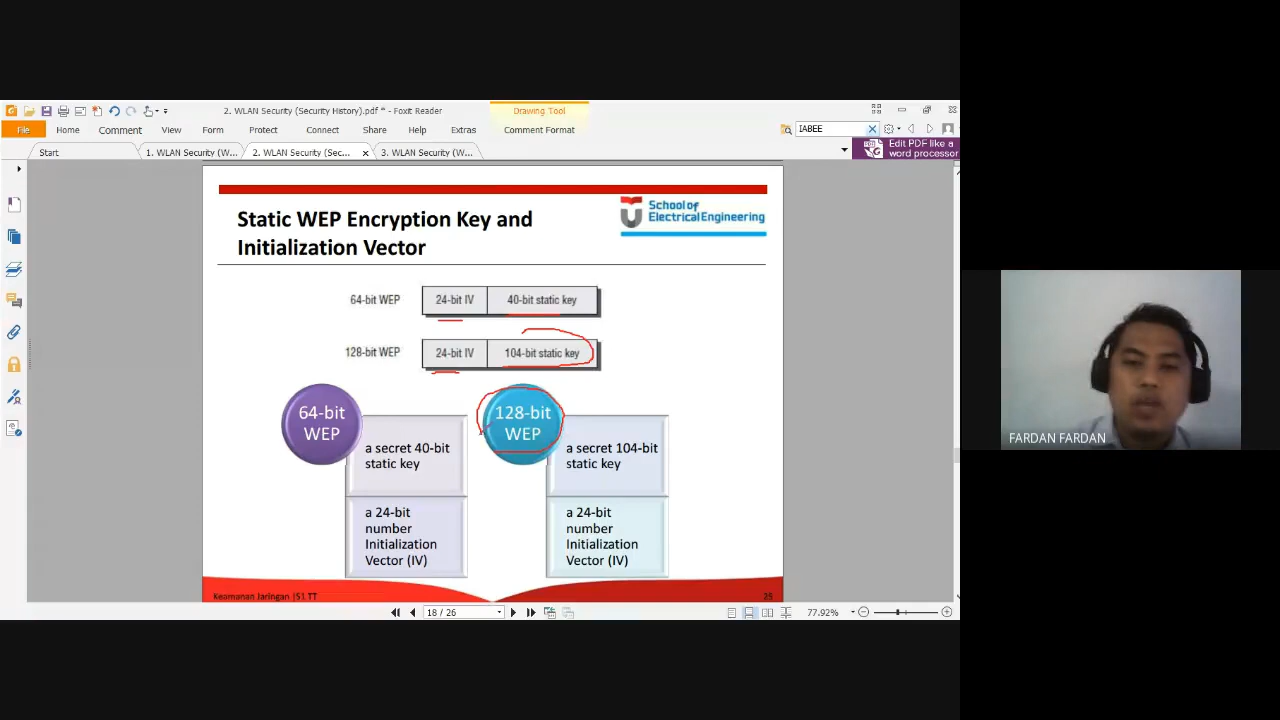 2. WLAN Security (Security History).pdf * - Foxit Reader
Drawing Tool
File Home Comment View Form Protect Connect Share Help Extras Comment Format
IABEE
Start
1. WLAN Security (W...
2. WLAN Security (Sec...
3. WLAN Security (W...
Edit PDF like a
word processor
Static WEP Encryption Key and
Initialization Vector
School of
Electrical Engineering
64-bit WEP 24-bit IV 40-bit static key
128-bit WEP 24-bit IV 104-bit static key
64-bit
WEP
a secret 40-bit
static key
a 24-bit
number
Initialization
Vector (IV)
128-bit
WEP
a secret 104-bit
static key
a 24-bit
number
Initialization
Vector (IV)
Keamanan Jaringan |S1 TT
25
18 / 26
77.92%
FARDAN FARDAN